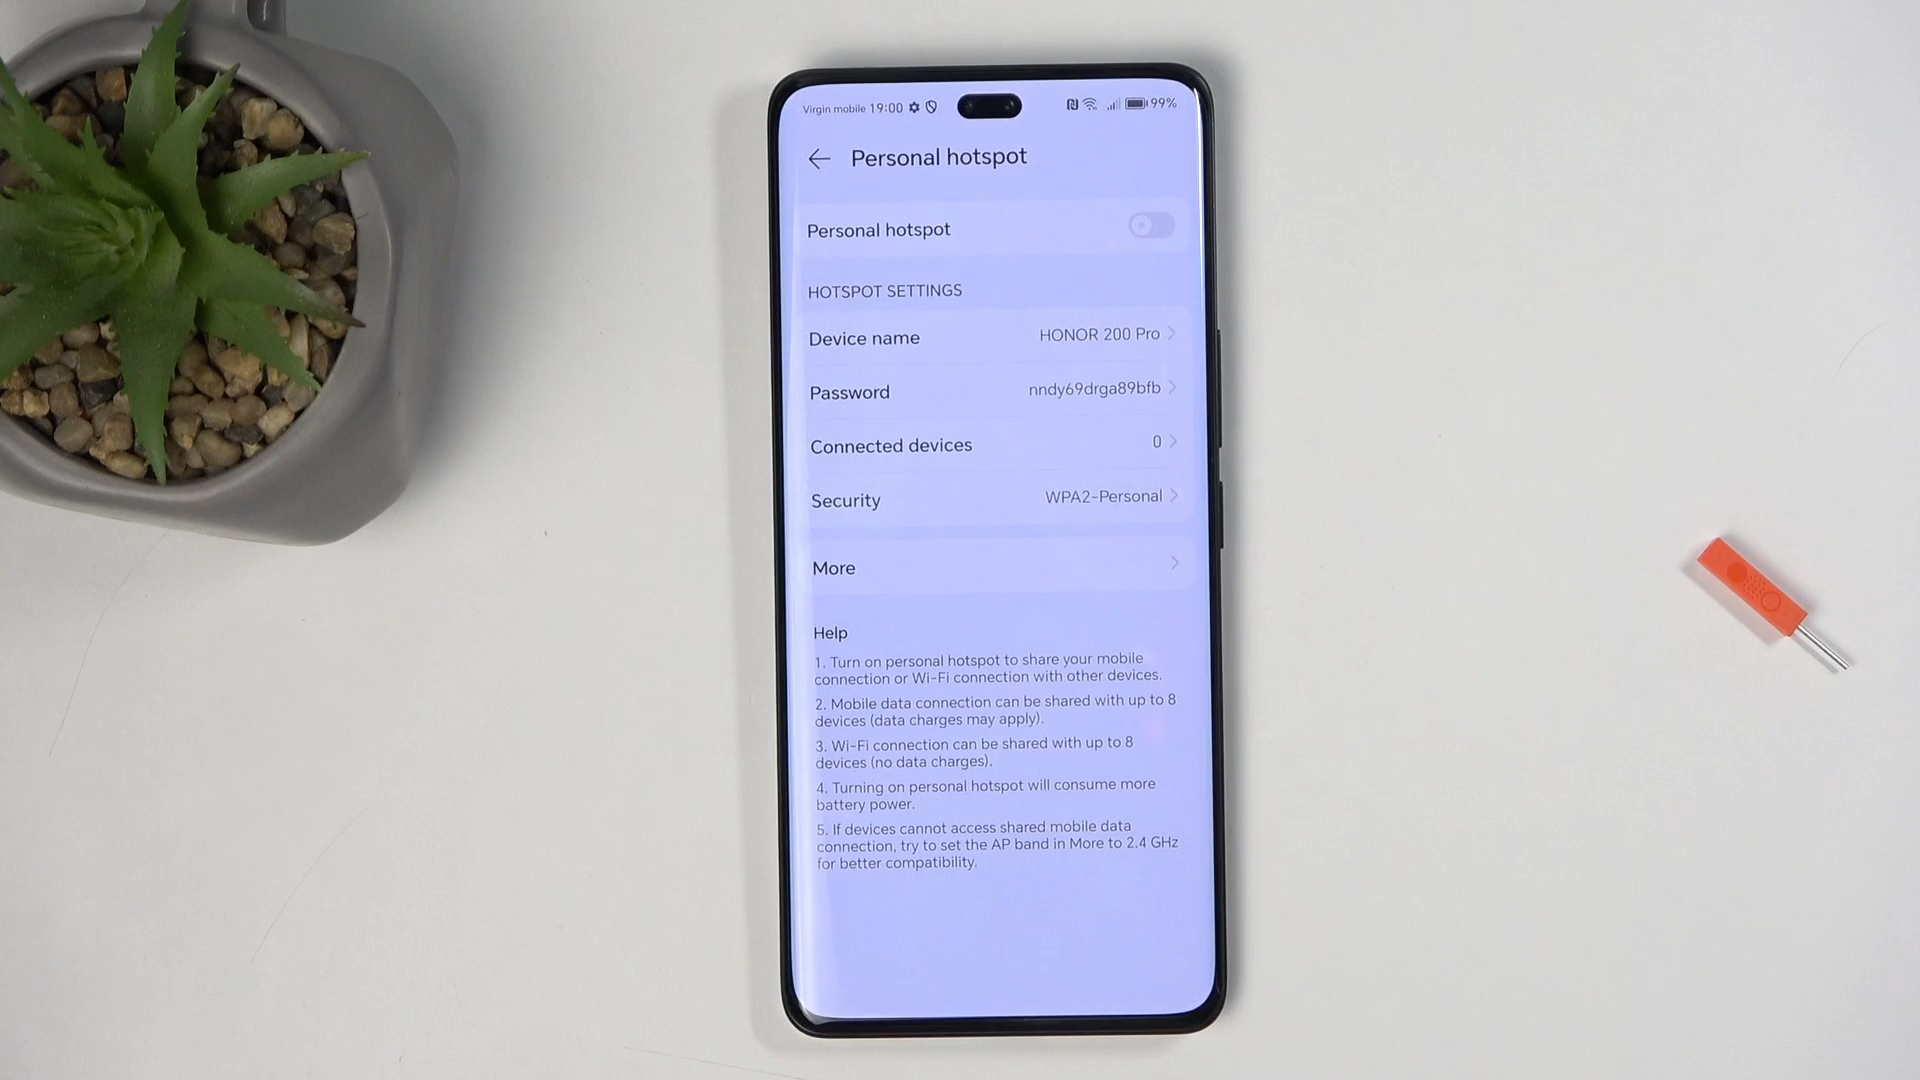 Virgin mobile 19:00 99%
Personal hotspot
Personal hotspot
HOTSPOT SETTINGS
Device name HONOR 200 Pro
Password nndy69drga89bfb
Connected devices 0
Security WPA2-Personal
More
Help
1. Turn on personal hotspot to share your mobile
connection or Wi-Fi connection with other devices.
2. Mobile data connection can be shared with up to 8
devices (data charges may apply).
3. Wi-Fi connection can be shared with up to 8
devices (no data charges).
4. Turning on personal hotspot will consume more
battery power.
5. If devices cannot access shared mobile data
connection, try to set the AP band in More to 2.4 GHz
for better compatibility.